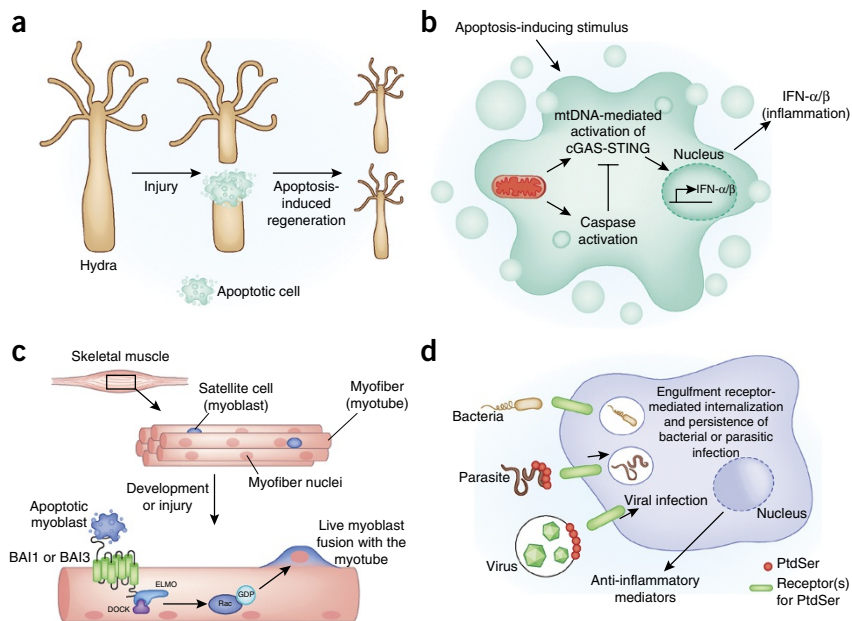 a
Injury
Apoptosis-
induced
regeneration
Hydra
Apoptotic cell
b
Apoptosis-inducing stimulus
IFN-α/β
(inflammation)
mtDNA-mediated
activation of
cGAS-STING
Nucleus
IFN-α/β
Caspase
activation
c
Skeletal muscle
Satellite cell
(myoblast)
Myofiber
(myotube)
Myofiber nuclei
Development
or injury
Apoptotic
myoblast
Live myoblast
fusion with the
myotube
BAI1 or BAI3
ELMO
DOCK
Rac
GDP
d
Engulfment receptor-
mediated internalization
and persistence of
bacterial or parasitic
infection
Bacteria
Parasite
Viral infection
Nucleus
Virus
Anti-inflammatory
mediators
PtdSer
Receptor(s)
for PtdSer